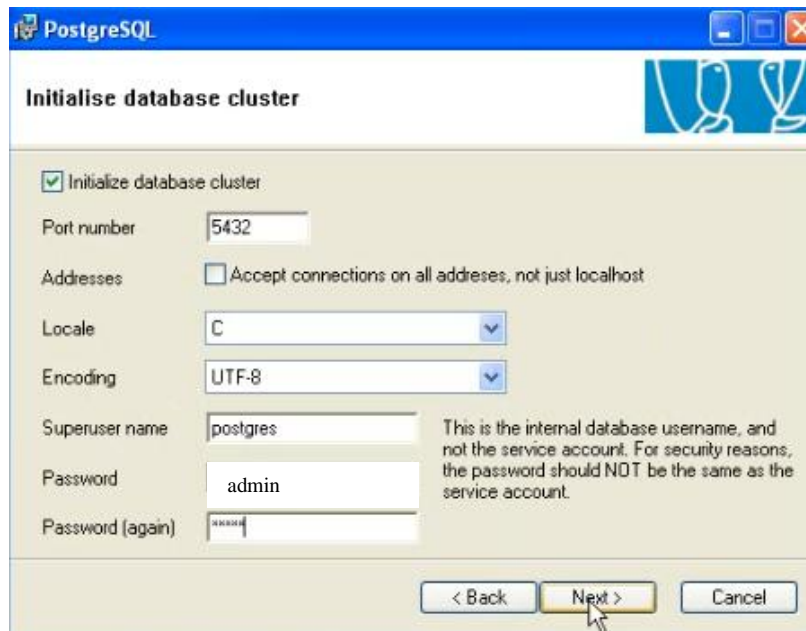 PostgreSQL
Initialise database cluster
Initialize database cluster
Port number 5432
Addresses Accept connections on all addreses, not just localhost
Locale C
Encoding UTF-8
Superuser name postgres
This is the internal database username, and
not the service account. For security reasons,
the password should NOT be the same as the
service account.
Password admin
Password (again) *****
< Back Next > Cancel